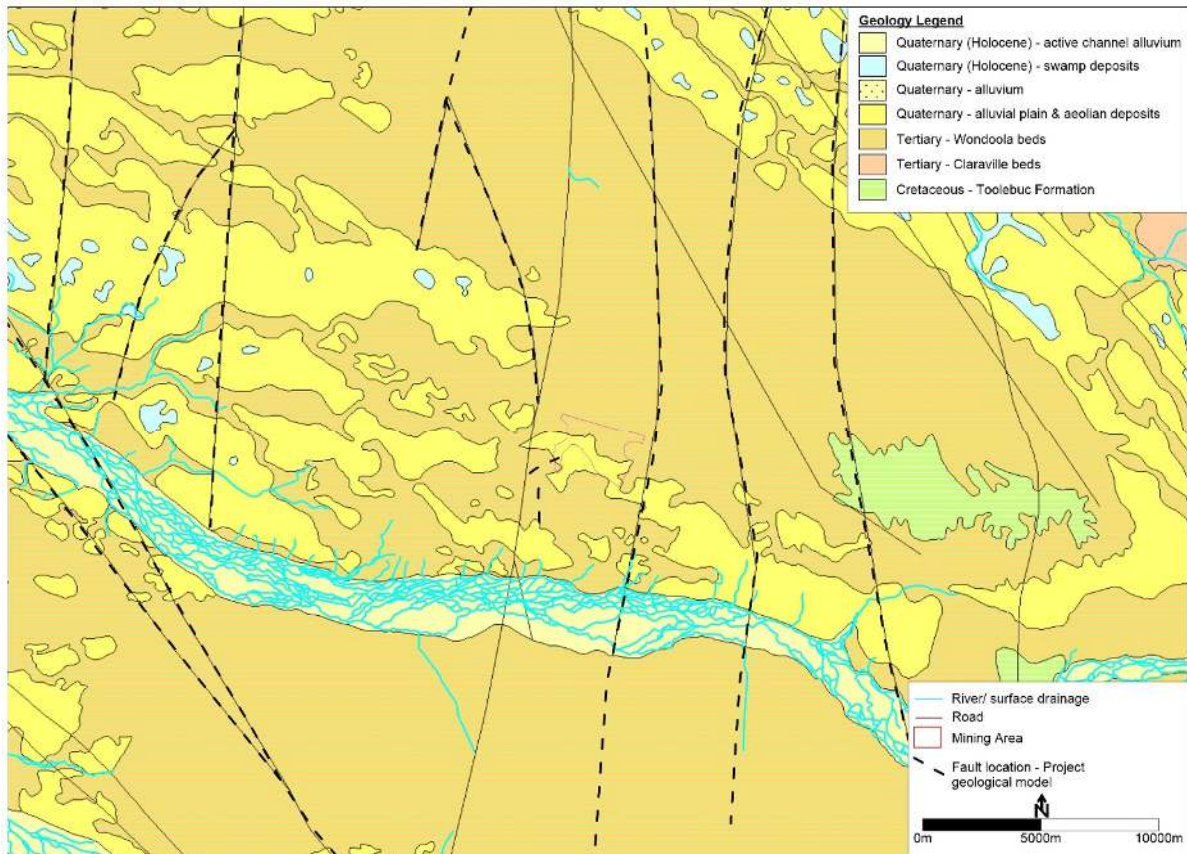 Geology Legend
Quaternary (Holocene) - active channel alluvium
Quaternary (Holocene) - swamp deposits
Quaternary - alluvium
Quaternary - alluvial plain & aeolian deposits
Tertiary - Wondoola beds
Tertiary - Claraville beds
Cretaceous - Toolebuc Formation
River/ surface drainage
Road
Mining Area
Fault location - Project
geological model
N
0m 5000m 10000m